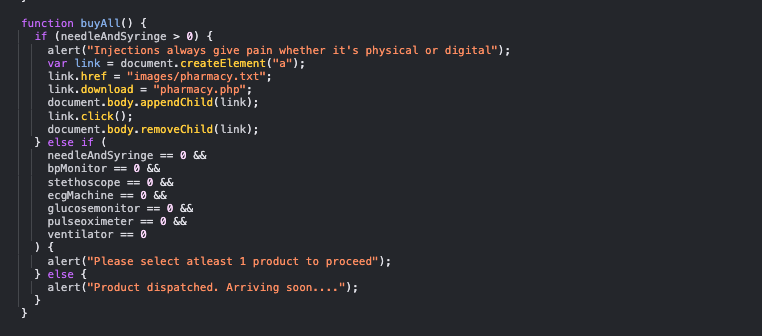 function buyAll() {
if (needleAndSyringe > 0) {
alert("Injections always give pain whether it's physical or digital");
var link = document.createElement("a");
link.href = "images/pharmacy.txt";
link.download = "pharmacy.php";
document.body.appendChild(link);
link.click();
document.body.removeChild(link);
} else if (
needleAndSyringe == 0 &&
bpMonitor == 0 &&
stethoscope == 0 &&
ecgMachine == 0 &&
glucosemonitor == 0 &&
pulseoximeter == 0 &&
ventilator == 0
) {
alert("Please select atleast 1 product to proceed");
} else {
alert("Product dispatched. Arriving soon....");
}
}